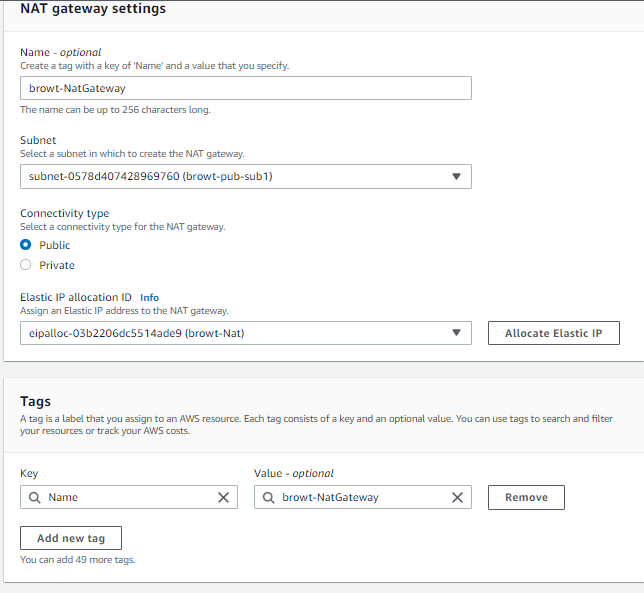 NAT gateway settings
Name - optional
Create a tag with a key of 'Name' and a value that you specify.
browt-NatGateway
The name can be up to 256 characters long.
Subnet
Select a subnet in which to create the NAT gateway.
subnet-0578d407428969760 (browt-pub-sub1)
Connectivity type
Select a connectivity type for the NAT gateway.
Public
Private
Elastic IP allocation ID Info
Assign an Elastic IP address to the NAT gateway.
eipalloc-03b2206dc5514ade9 (browt-Nat)
Allocate Elastic IP
Tags
A tag is a label that you assign to an AWS resource. Each tag consists of a key and an optional value. You can use tags to search and filter
your resources or track your AWS costs.
Key
Value - optional
Name
browt-NatGateway
Remove
Add new tag
You can add 49 more tags.